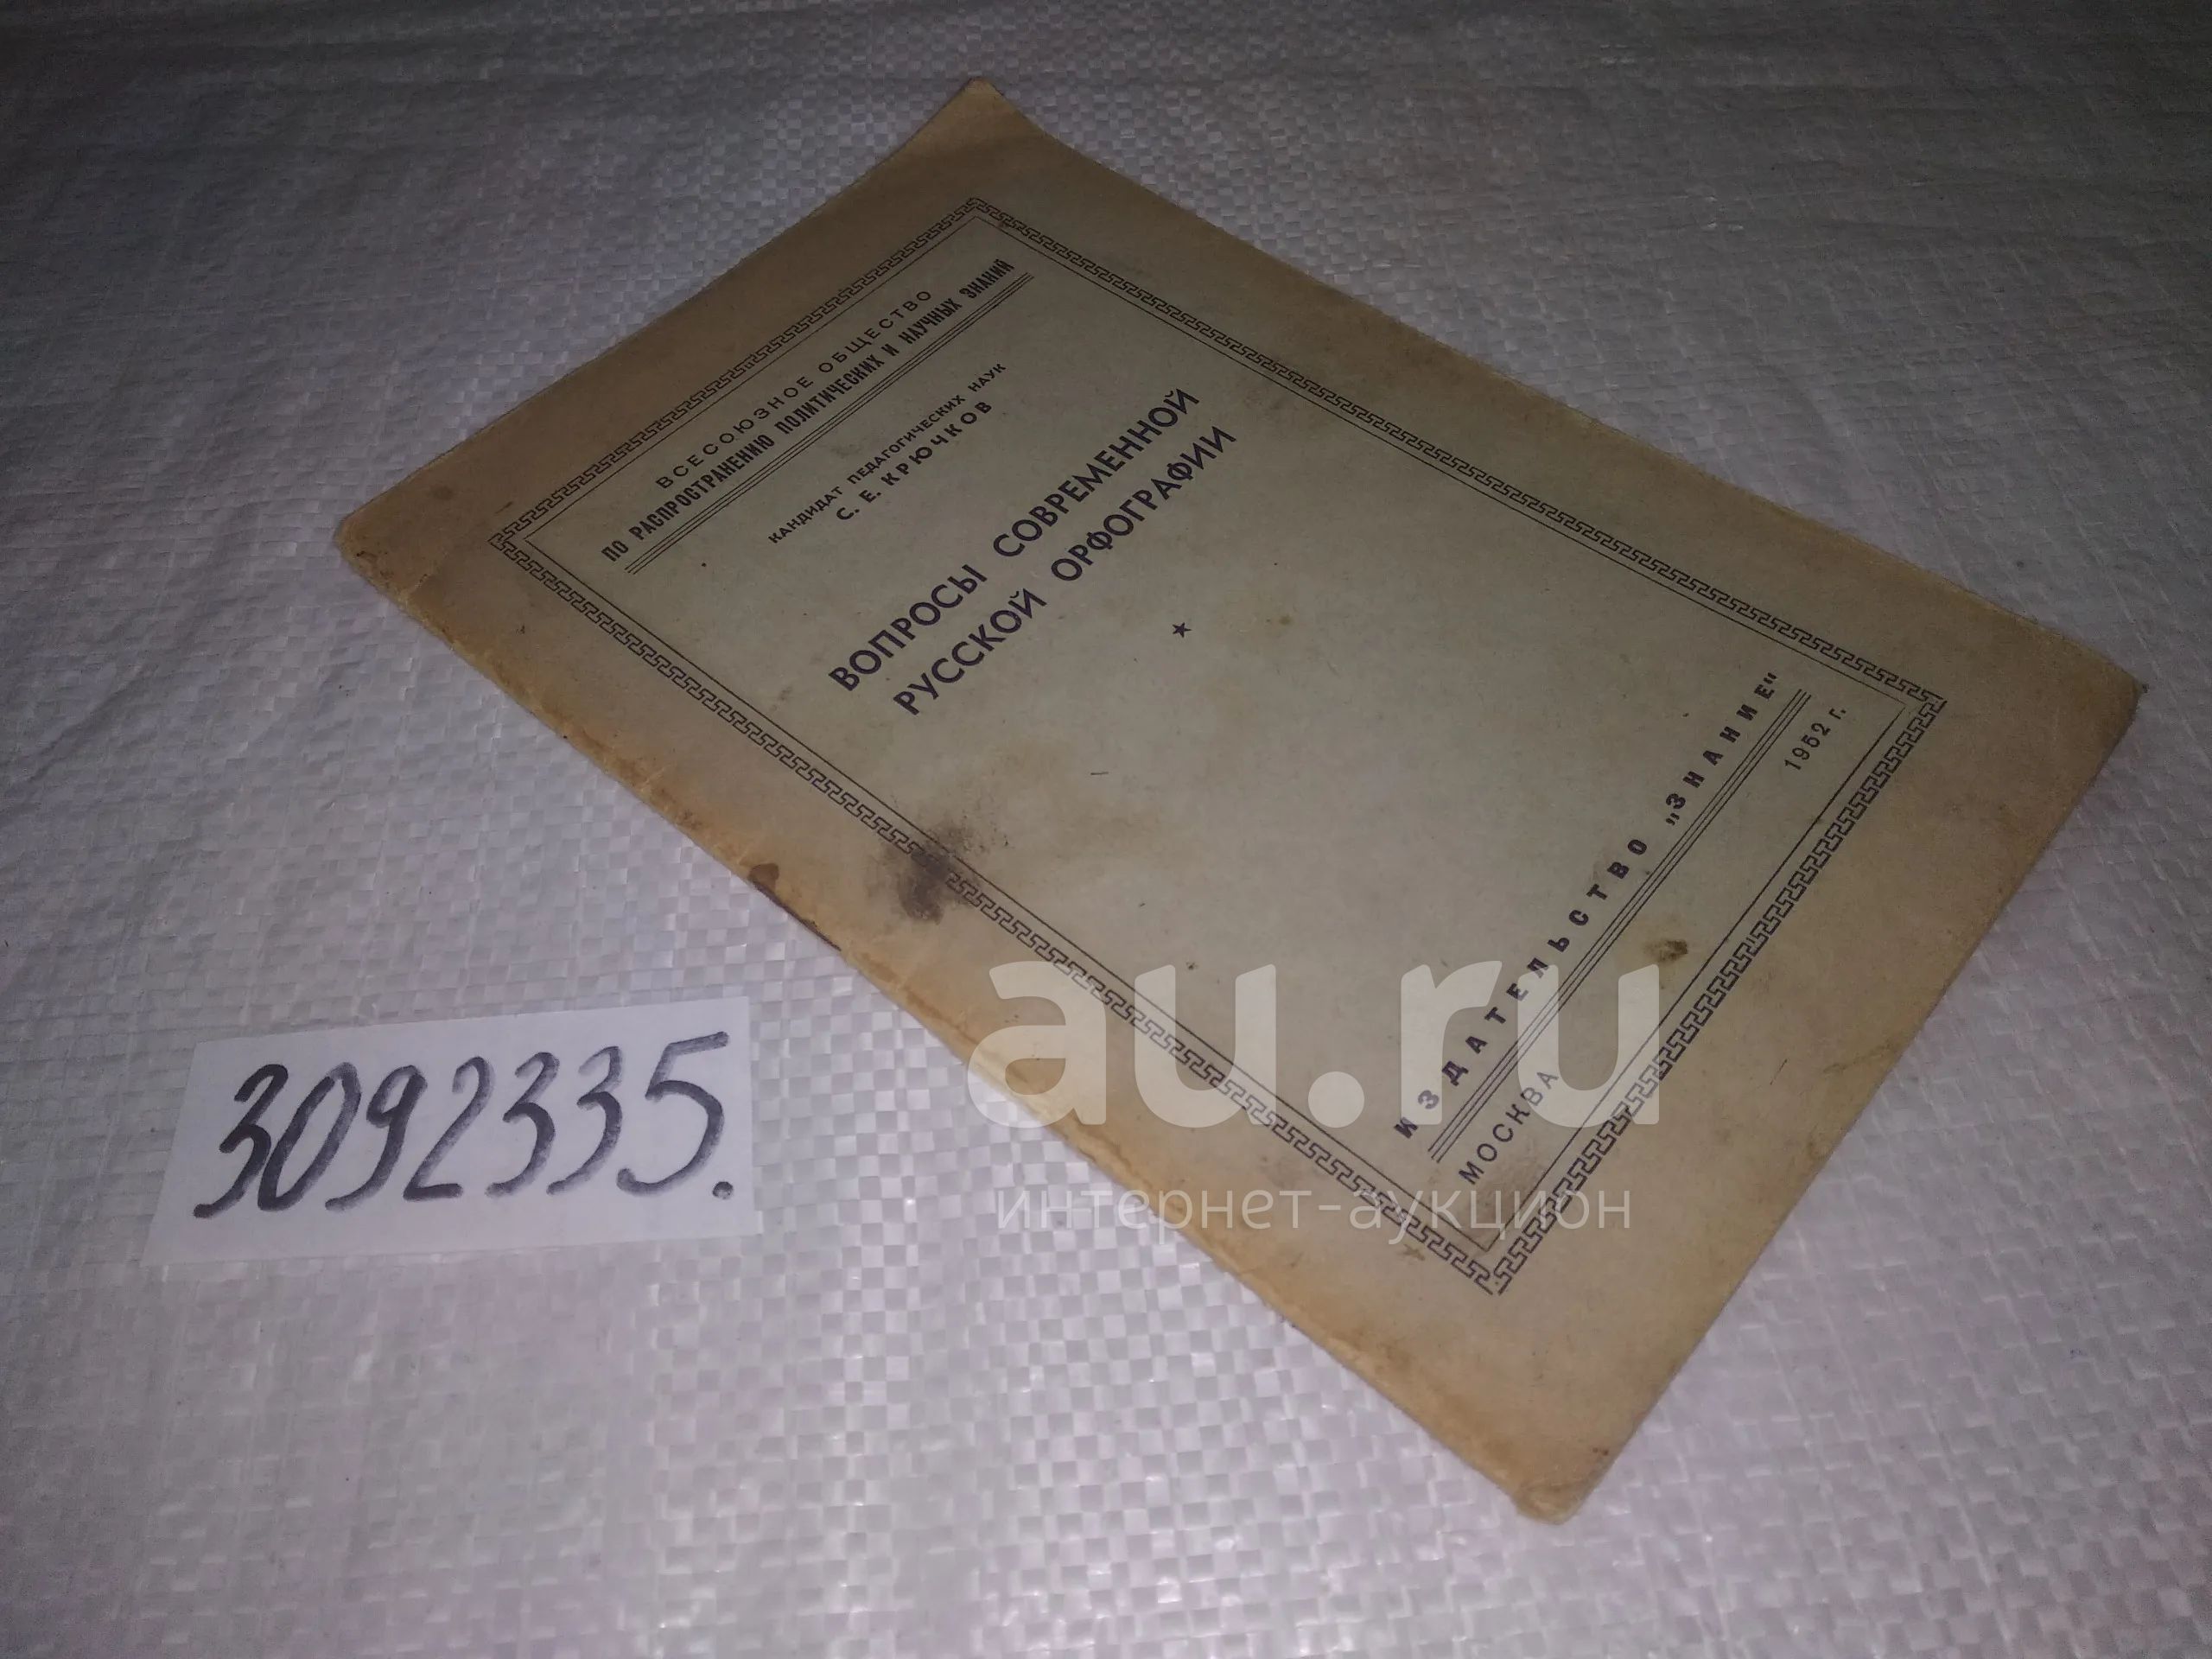 ВСЕСОЮЗНОЕ ОБЩЕСТВО
ПО РАСПРОСТРАНЕНИЮ ПОЛИТИЧЕСКИХ И НАУЧНЫХ ЗНАНИЙ
КАНДИДАТ ПЕДАГОГИЧЕСКИХ НАУК
С. Е. КРЮЧКОВ
ВОПРОСЫ СОВРЕМЕННОЙ
РУССКОЙ ОРФОГРАФИИ
ИЗДАТЕЛЬСТВО „ЗНАНИЕ"
МОСКВА 1952 г.
3092335.
au.ru
интернет-аукцион